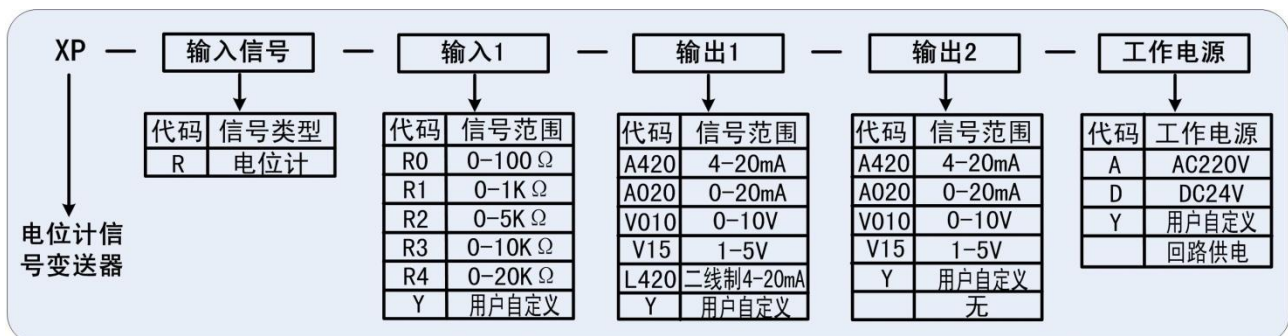 XP — 输入信号 — 输入1 — 输出1 — 输出2 — 工作电源
电位计信
号变送器
代码 信号类型
R 电位计
代码 信号范围
R0 0-100Ω
R1 0-1KΩ
R2 0-5KΩ
R3 0-10KΩ
R4 0-20KΩ
Y 用户自定义
代码 信号范围
A420 4-20mA
A020 0-20mA
V010 0-10V
V15 1-5V
L420 二线制4-20mA
Y 用户自定义
代码 信号范围
A420 4-20mA
A020 0-20mA
V010 0-10V
V15 1-5V
Y 用户自定义
无
代码 工作电源
A AC220V
D DC24V
Y 用户自定义
回路供电